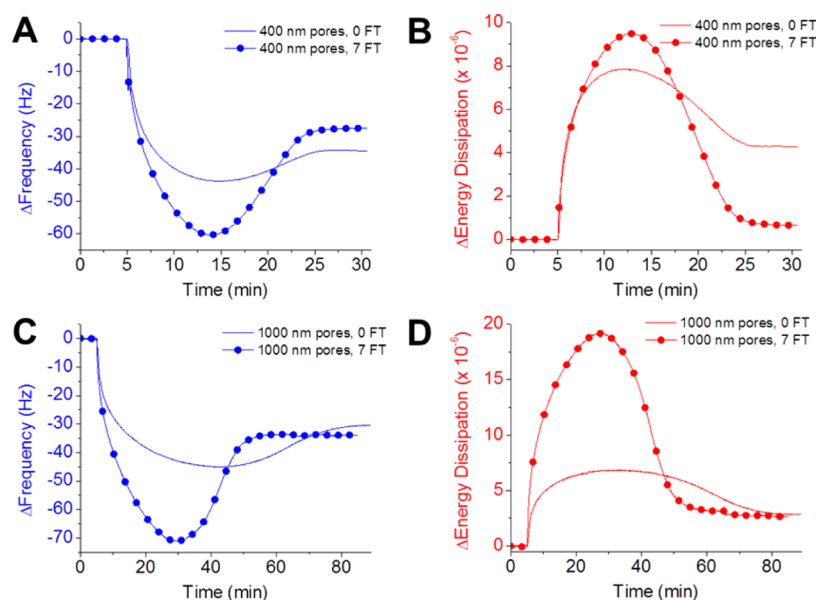 A
400 nm pores, 0 FT
400 nm pores, 7 FT
ΔFrequency (Hz)
0
-10
-20
-30
-40
-50
-60
0 5 10 15 20 25 30
Time (min)
B
400 nm pores, 0 FT
400 nm pores, 7 FT
ΔEnergy Dissipation (x 10⁻⁶)
10
8
6
4
2
0
0 5 10 15 20 25 30
Time (min)
C
1000 nm pores, 0 FT
1000 nm pores, 7 FT
ΔFrequency (Hz)
0
-10
-20
-30
-40
-50
-60
-70
0 20 40 60 80
Time (min)
D
1000 nm pores, 0 FT
1000 nm pores, 7 FT
ΔEnergy Dissipation (x 10⁻⁶)
20
15
10
5
0
0 20 40 60 80
Time (min)